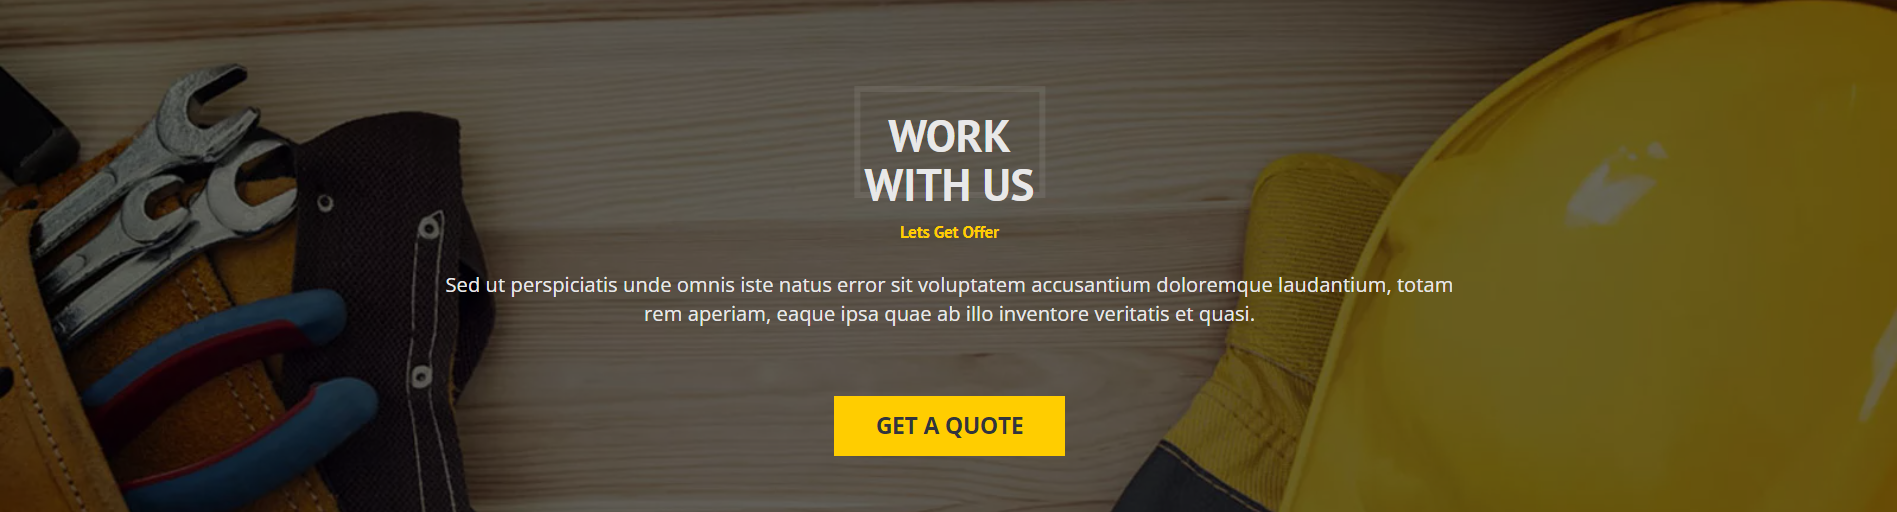 WORK
WITH US
Lets Get Offer
Sed ut perspiciatis unde omnis iste natus error sit voluptatem accusantium doloremque laudantium, totam
rem aperiam, eaque ipsa quae ab illo inventore veritatis et quasi.
GET A QUOTE